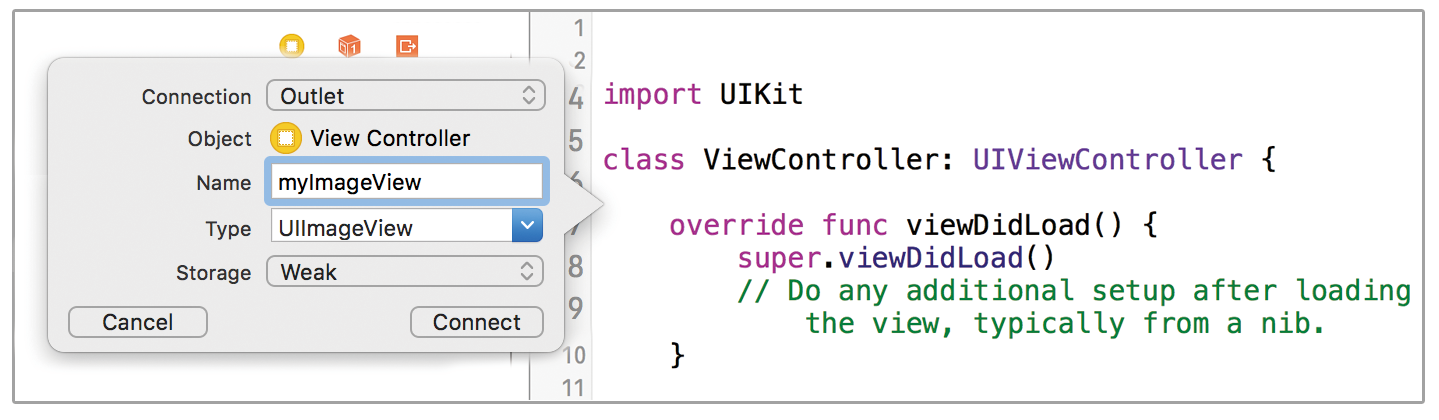 Connection Outlet
Object View Controller
Name myImageView
Type UIImageView
Storage Weak
Cancel Connect
1
2
4 import UIKit
5
class ViewController: UIViewController {
6
7 override func viewDidLoad() {
super.viewDidLoad()
8
// Do any additional setup after loading
9 the view, typically from a nib.
10 }
11